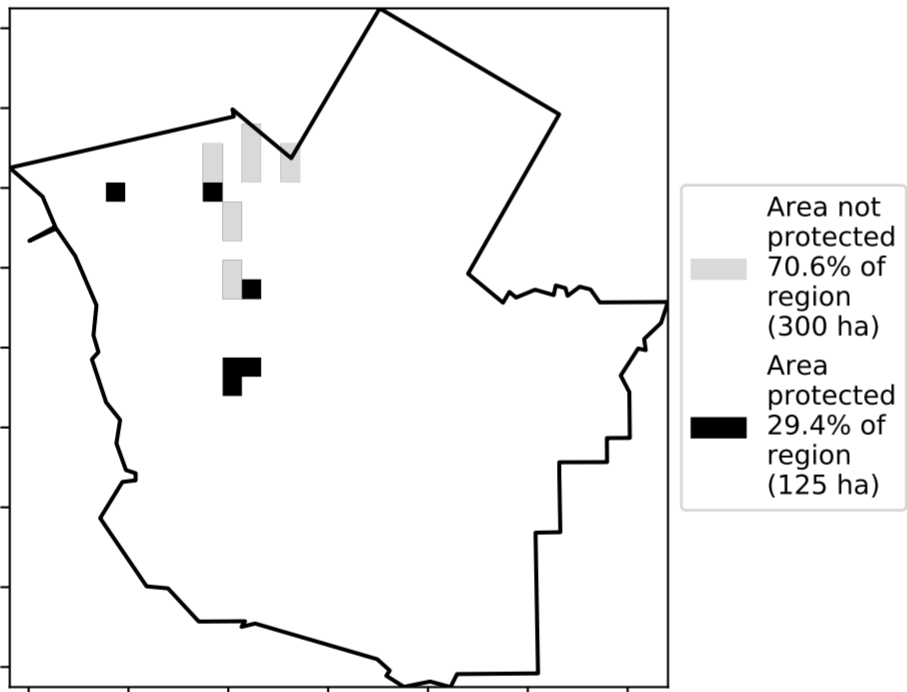 Area not
protected
70.6% of
region
(300 ha)
Area
protected
29.4% of
region
(125 ha)